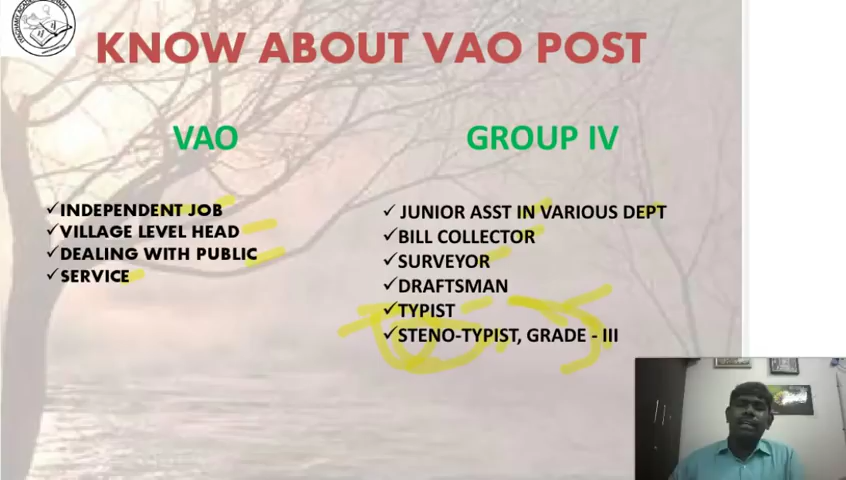 KNOW ABOUT VAO POST
VAO
✓INDEPENDENT JOB
✓VILLAGE LEVEL HEAD
✓DEALING WITH PUBLIC
✓SERVICE
GROUP IV
✓ JUNIOR ASST IN VARIOUS DEPT
✓BILL COLLECTOR
✓SURVEYOR
✓DRAFTSMAN
✓TYPIST
✓STENO-TYPIST, GRADE - III